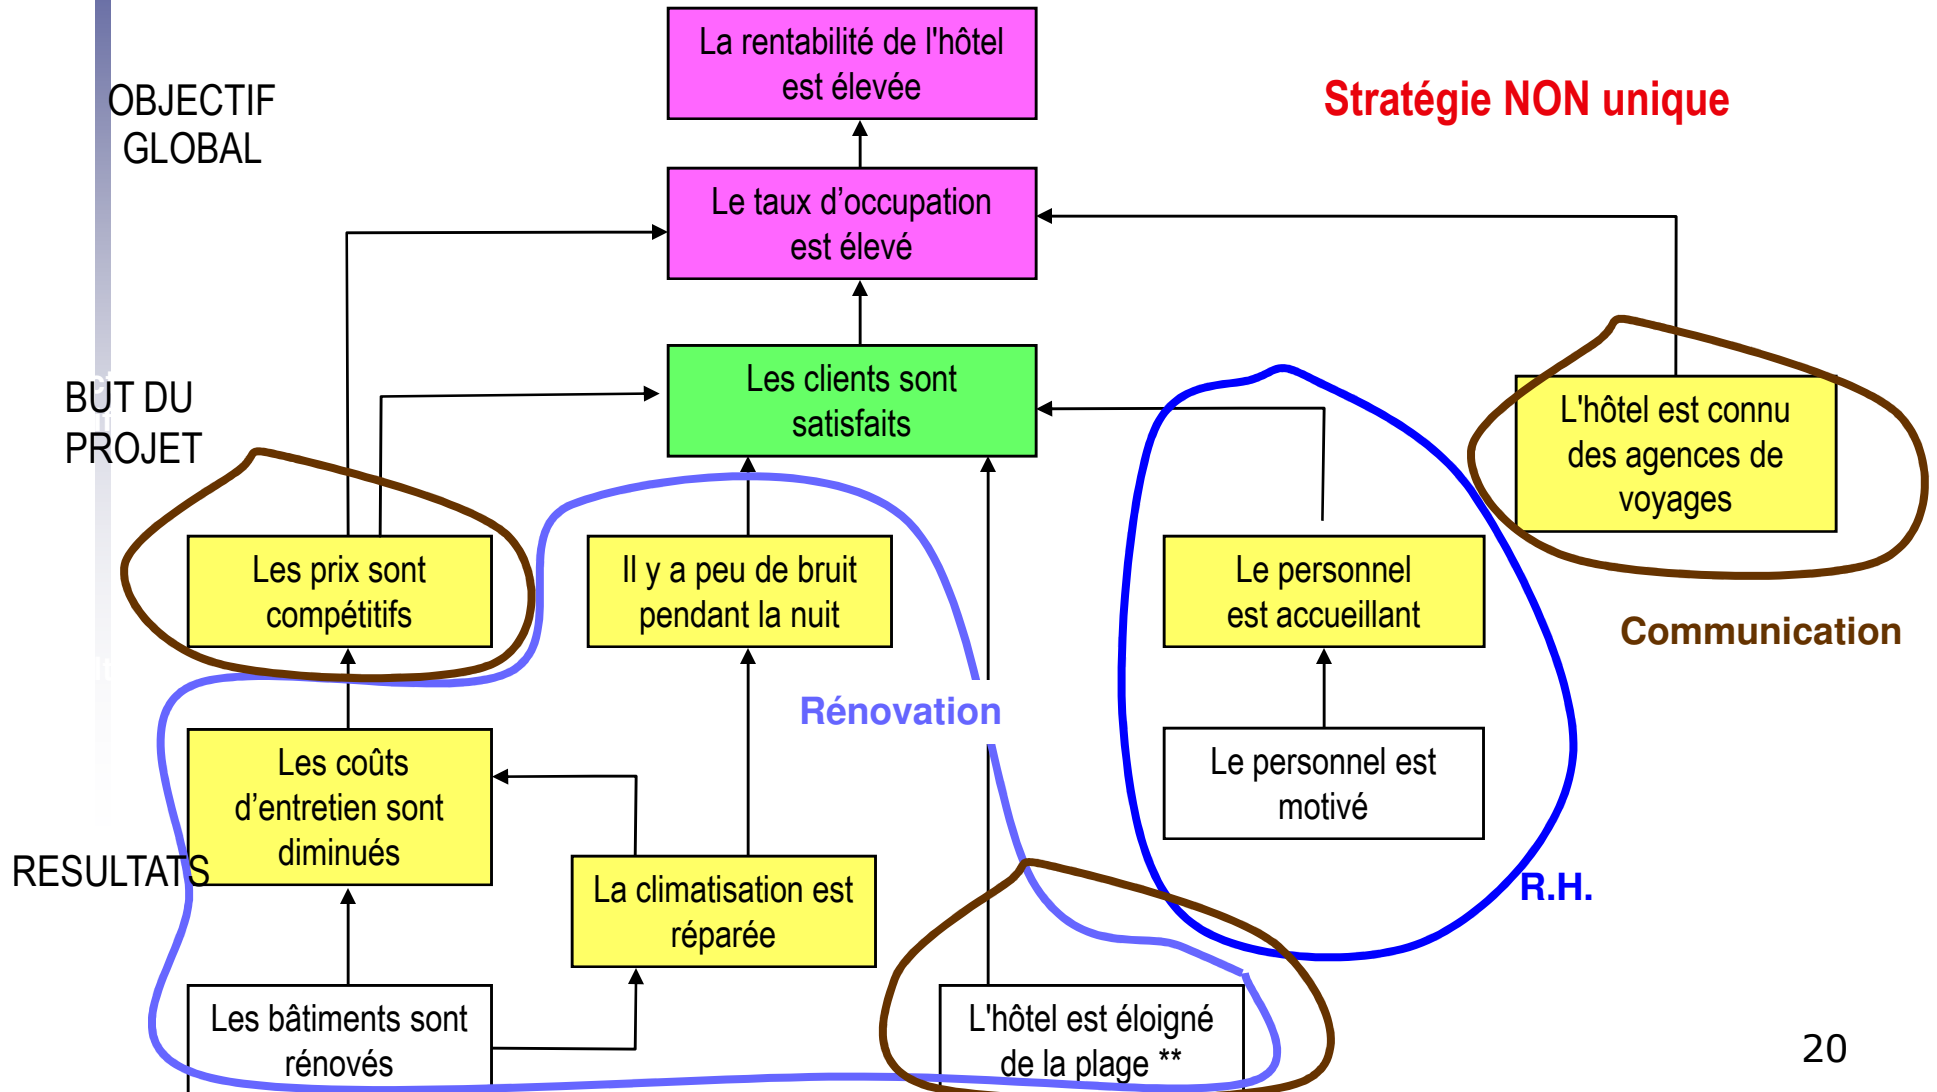 La rentabilité de l'hôtel
est élevée
OBJECTIF
GLOBAL
Stratégie NON unique
Le taux d’occupation
est élevé
BUT DU
PROJET
Les clients sont
satisfaits
L'hôtel est connu
des agences de
voyages
Les prix sont
compétitifs
Il y a peu de bruit
pendant la nuit
Le personnel
est accueillant
Communication
Rénovation
Les coûts
d’entretien sont
diminués
Le personnel est
motivé
RESULTATS
La climatisation est
réparée
R.H.
Les bâtiments sont
rénovés
L'hôtel est éloigné
de la plage **
20